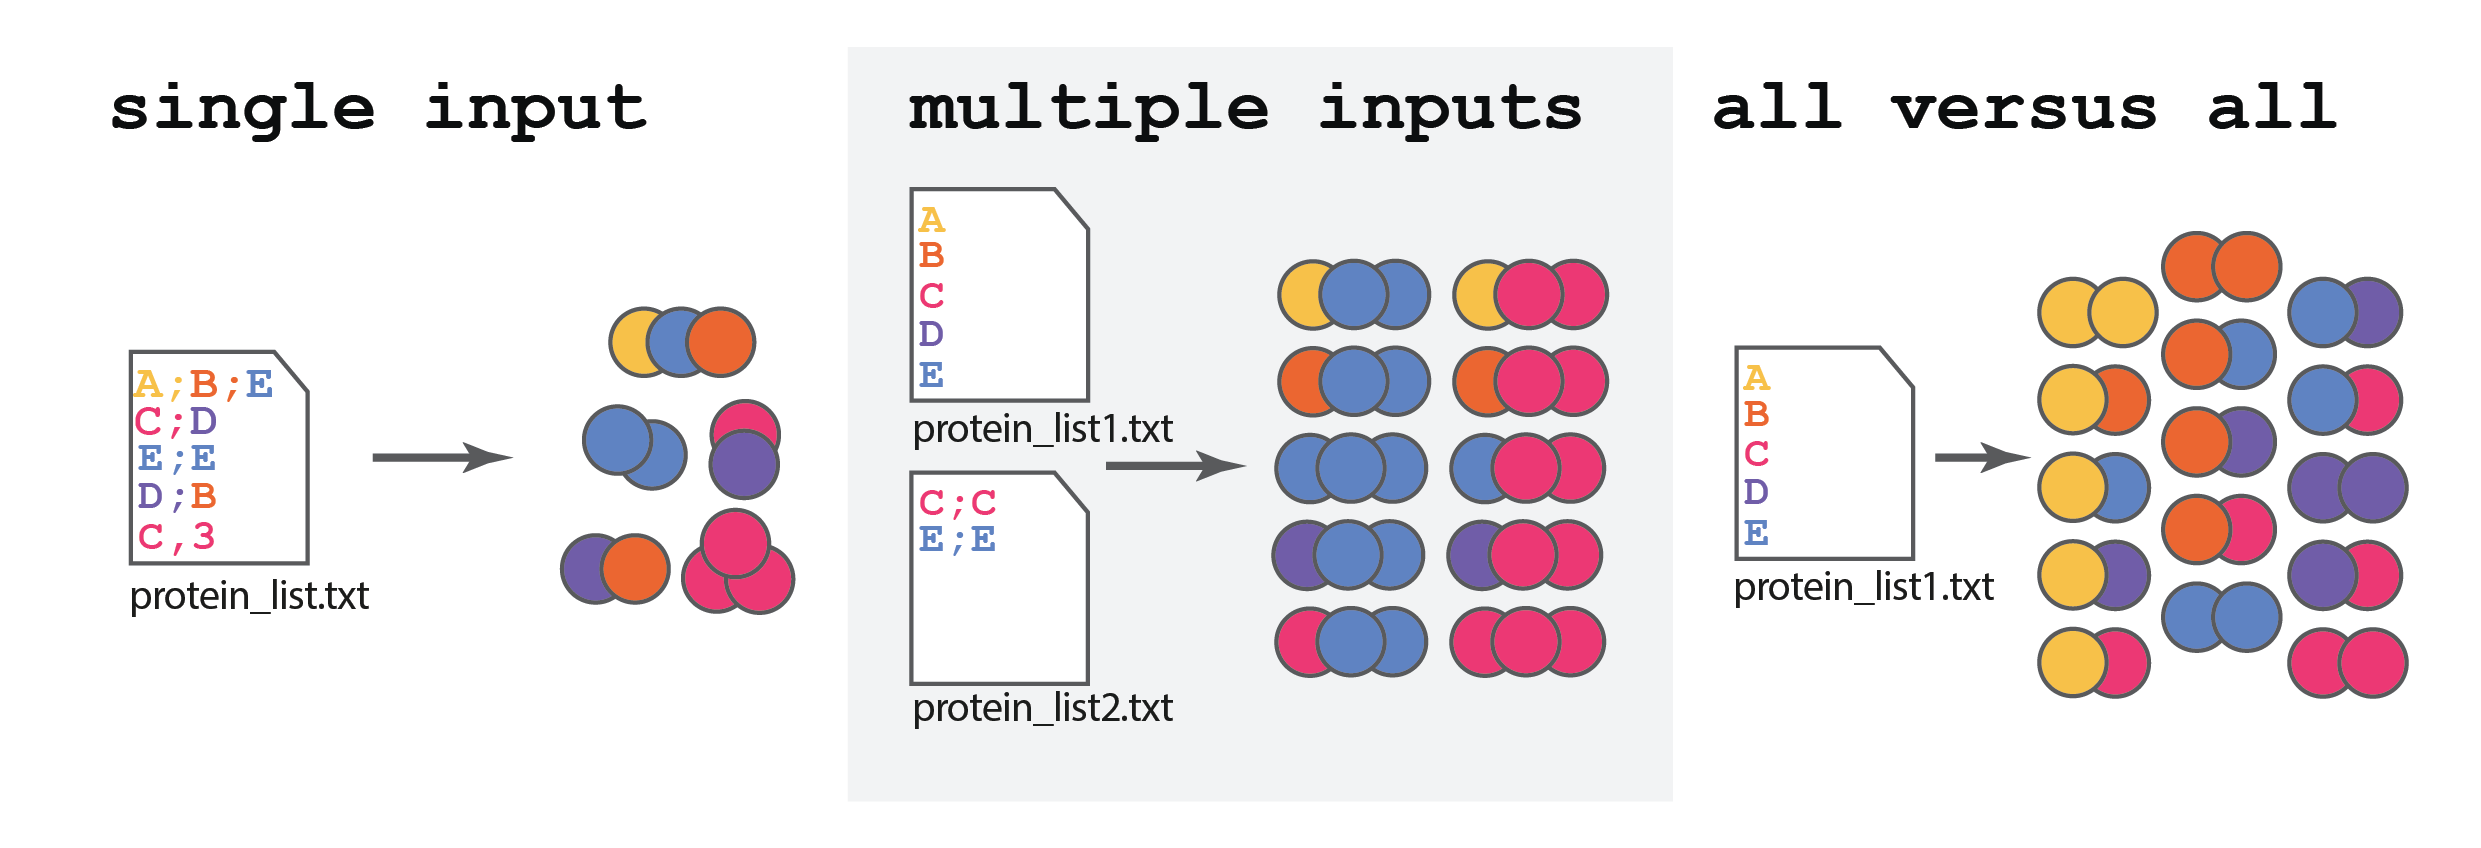 single input
A;B;E
C;D
E;E
D;B
C,3
protein_list.txt
multiple inputs
A
B
C
D
E
protein_list1.txt
C;C
E;E
protein_list2.txt
all versus all
A
B
C
D
E
protein_list1.txt